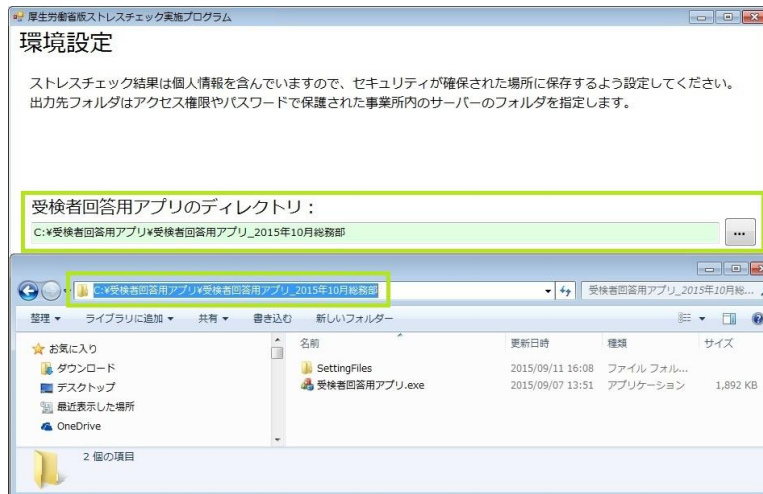 厚生労働省版ストレスチェック実施プログラム
環境設定
ストレスチェック結果は個人情報を含んでいますので、セキュリティが確保された場所に保存するよう設定してください。
出力先フォルダはアクセス権限やパスワードで保護された事業所内のサーバーのフォルダを指定します。
受検者回答用アプリのディレクトリ：
C:¥受検者回答用アプリ¥受検者回答用アプリ_2015年10月総務部
...
C:¥受検者回答用アプリ¥受検者回答用アプリ_2015年10月総務部
受検者回答用アプリ_2015年10月総...
整理 ライブラリに追加 共有 書き込む 新しいフォルダー
お気に入り
ダウンロード
デスクトップ
最近表示した場所
OneDrive
名前 更新日時 種類 サイズ
SettingFiles 2015/09/11 16:08 ファイル フォル...
受検者回答用アプリ.exe 2015/09/07 13:51 アプリケーション 1,892 KB
2 個の項目